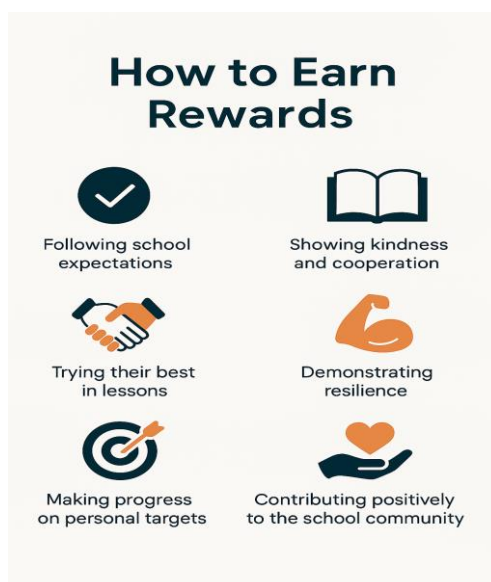 How to Earn
Rewards
Following school
expectations
Showing kindness
and cooperation
Trying their best
in lessons
Demonstrating
resilience
Making progress
on personal targets
Contributing positively
to the school community